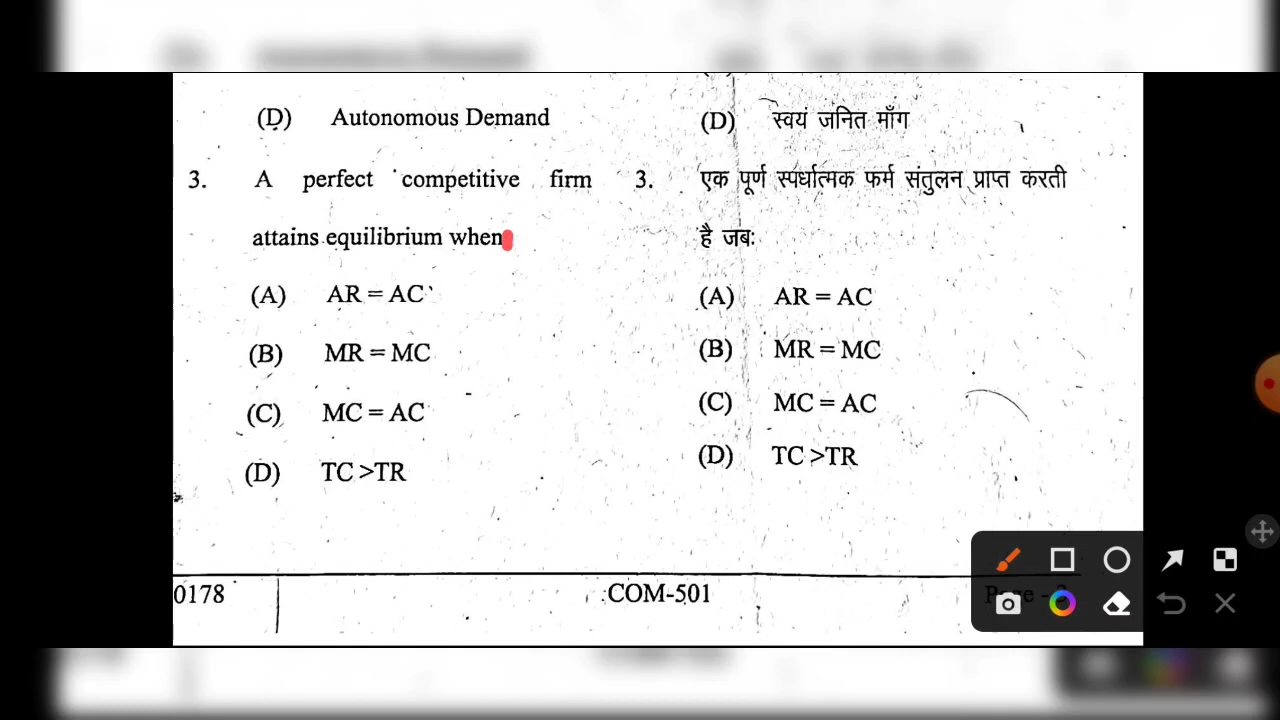 (D) Autonomous Demand
3. A perfect competitive firm
attains equilibrium when
(A) AR = AC
(B) MR = MC
(C) MC = AC
(D) TC >TR
(D) स्वयं जनित माँग
3. एक पूर्ण स्पर्धात्मक फर्म संतुलन प्राप्त करती
है जबः
(A) AR = AC
(B) MR = MC
(C) MC = AC
(D) TC >TR
0178 COM-501 Page - 3